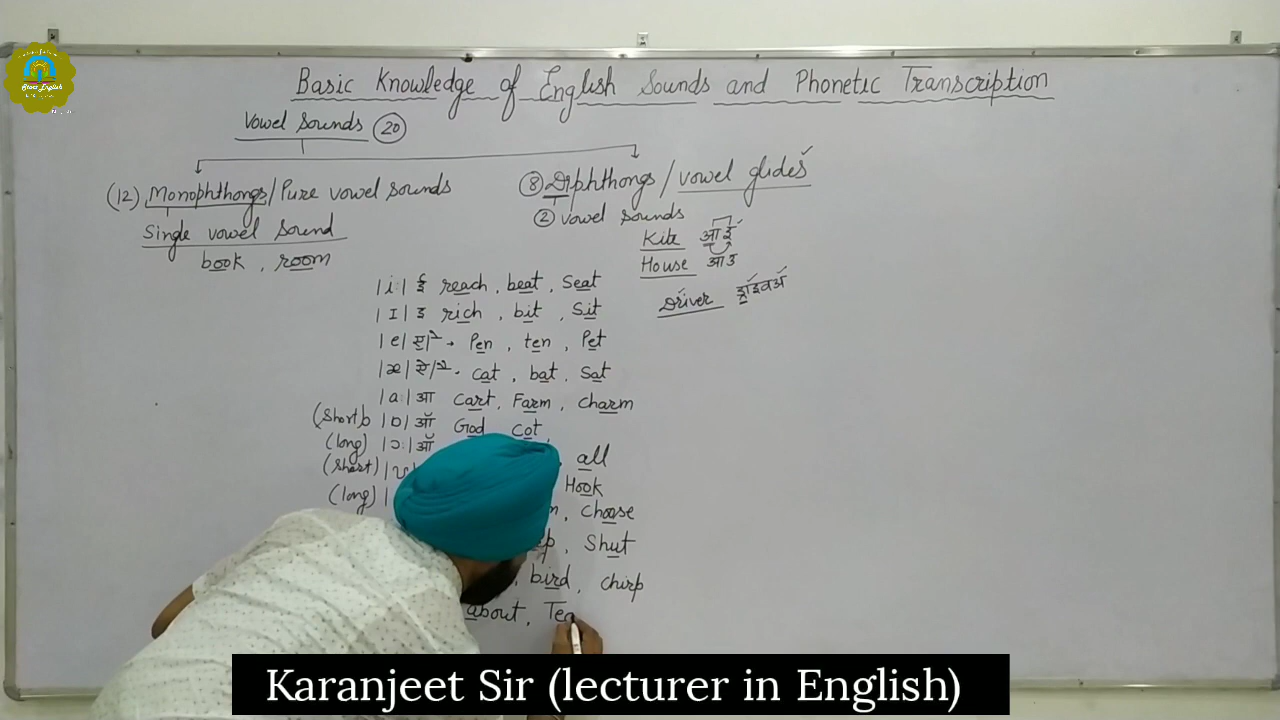 Basic Knowledge of English Sounds and Phonetic Transcription
Vowel Sounds (20)
(12) Monophthongs/Pure vowel sounds
Single vowel Sound
book, room
(8) Diphthongs/vowel glides
(2) vowel sounds
Kite आई
House आउ
Driver ड्राइवअॅ
|i:| ई reach, beat, Seat
|I| इ rich, bit, Sit
|e| ए Pen, ten, Pet
|æ| ऐ cat, bat, Sat
|a:| आ Cart, Farm, charm
(Short) |ɒ| ऑ God, cot,
(long) |ɔ:| ऑ all
(short) |ʊ| Hook
(long) choose
Shut
bird, chirp
about, Tea
Karanjeet Sir (lecturer in English)